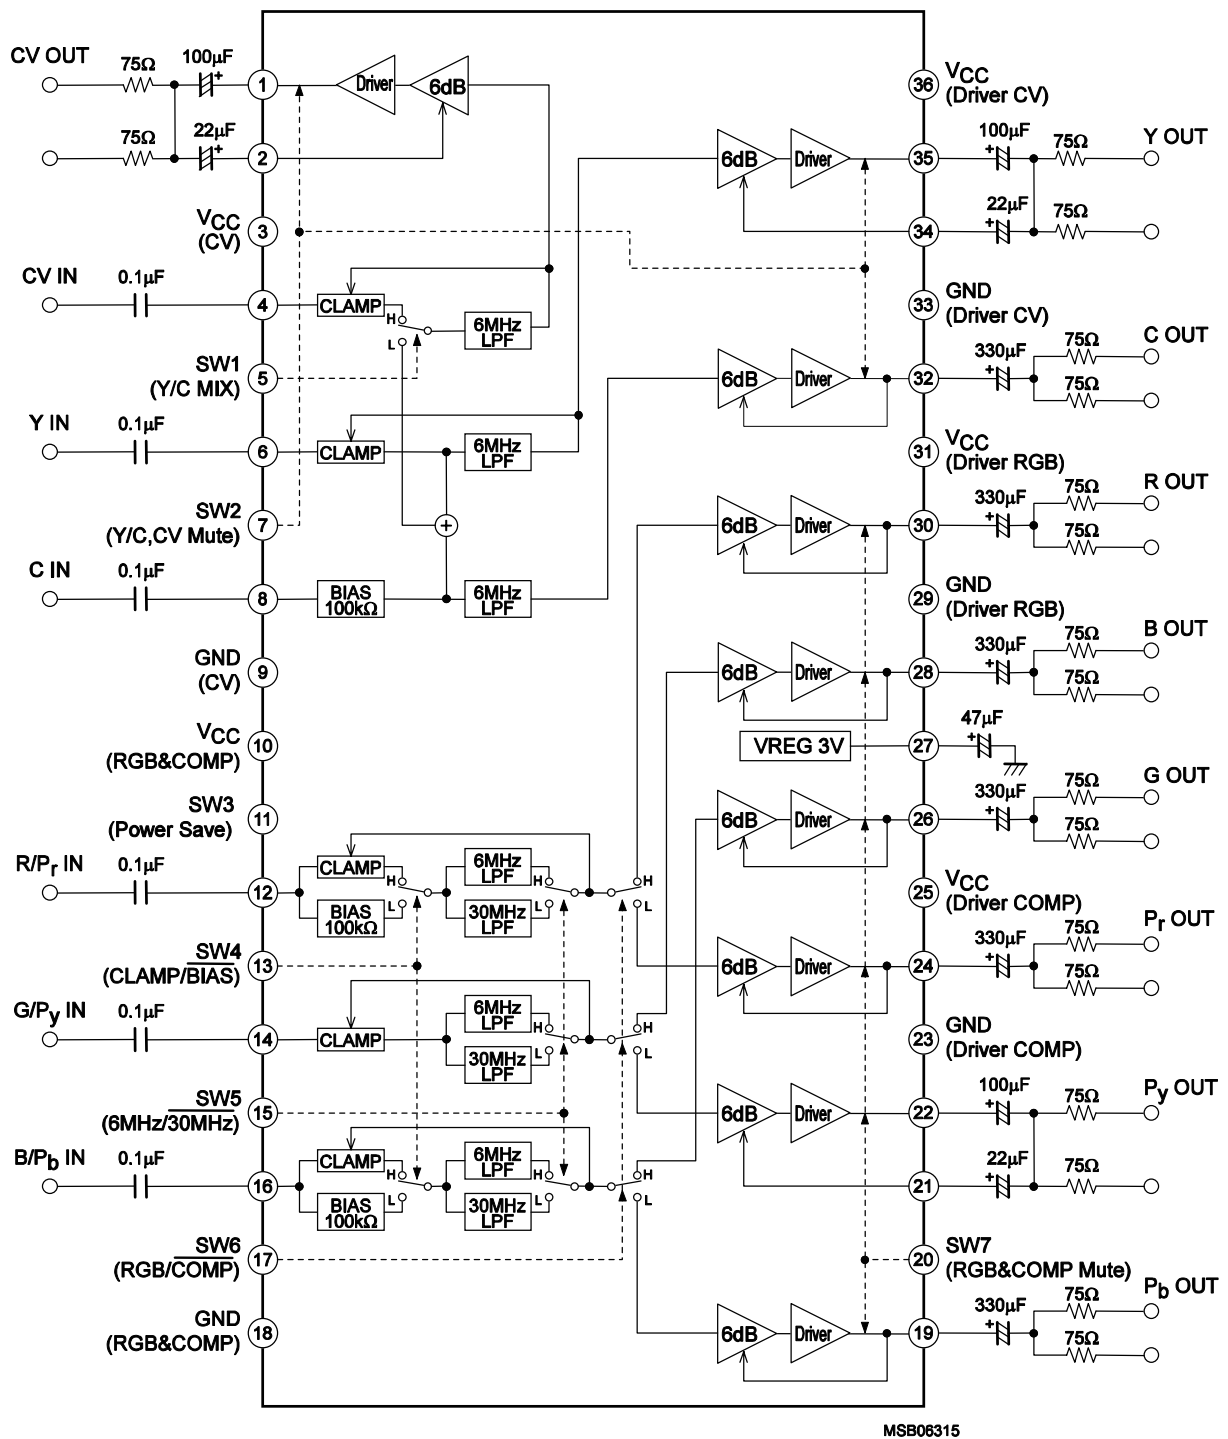 CV OUT
75Ω
100µF
+
1
Driver
6dB
75Ω
22µF
+
2
VCC
(CV)
3
CV IN
0.1µF
4
CLAMP
H
L
6MHz
LPF
SW1
(Y/C MIX)
5
Y IN
0.1µF
6
CLAMP
6MHz
LPF
SW2
(Y/C,CV Mute)
7
+
C IN
0.1µF
8
BIAS
100kΩ
6MHz
LPF
GND
(CV)
9
VCC
(RGB&COMP)
10
SW3
(Power Save)
11
R/Pr IN
0.1µF
12
CLAMP
BIAS
100kΩ
H
L
6MHz
LPF
30MHz
LPF
H
L
H
L
SW4
(CLAMP/BIAS)
13
G/Py IN
0.1µF
14
CLAMP
6MHz
LPF
30MHz
LPF
H
L
H
L
SW5
(6MHz/30MHz)
15
B/Pb IN
0.1µF
16
CLAMP
BIAS
100kΩ
H
L
6MHz
LPF
30MHz
LPF
H
L
H
L
SW6
(RGB/COMP)
17
GND
(RGB&COMP)
18
36
VCC
(Driver CV)
6dB
Driver
35
100µF
+
75Ω
Y OUT
34
22µF
+
75Ω
33
GND
(Driver CV)
6dB
Driver
32
330µF
+
75Ω
75Ω
C OUT
31
VCC
(Driver RGB)
6dB
Driver
30
330µF
+
75Ω
75Ω
R OUT
29
GND
(Driver RGB)
6dB
Driver
28
330µF
+
75Ω
75Ω
B OUT
VREG 3V
27
47µF
+
6dB
Driver
26
330µF
+
75Ω
75Ω
G OUT
25
VCC
(Driver COMP)
6dB
Driver
24
330µF
+
75Ω
75Ω
Pr OUT
23
GND
(Driver COMP)
6dB
Driver
22
100µF
+
75Ω
Py OUT
21
22µF
+
75Ω
20
SW7
(RGB&COMP Mute)
6dB
Driver
19
330µF
+
75Ω
75Ω
Pb OUT
MSB06315